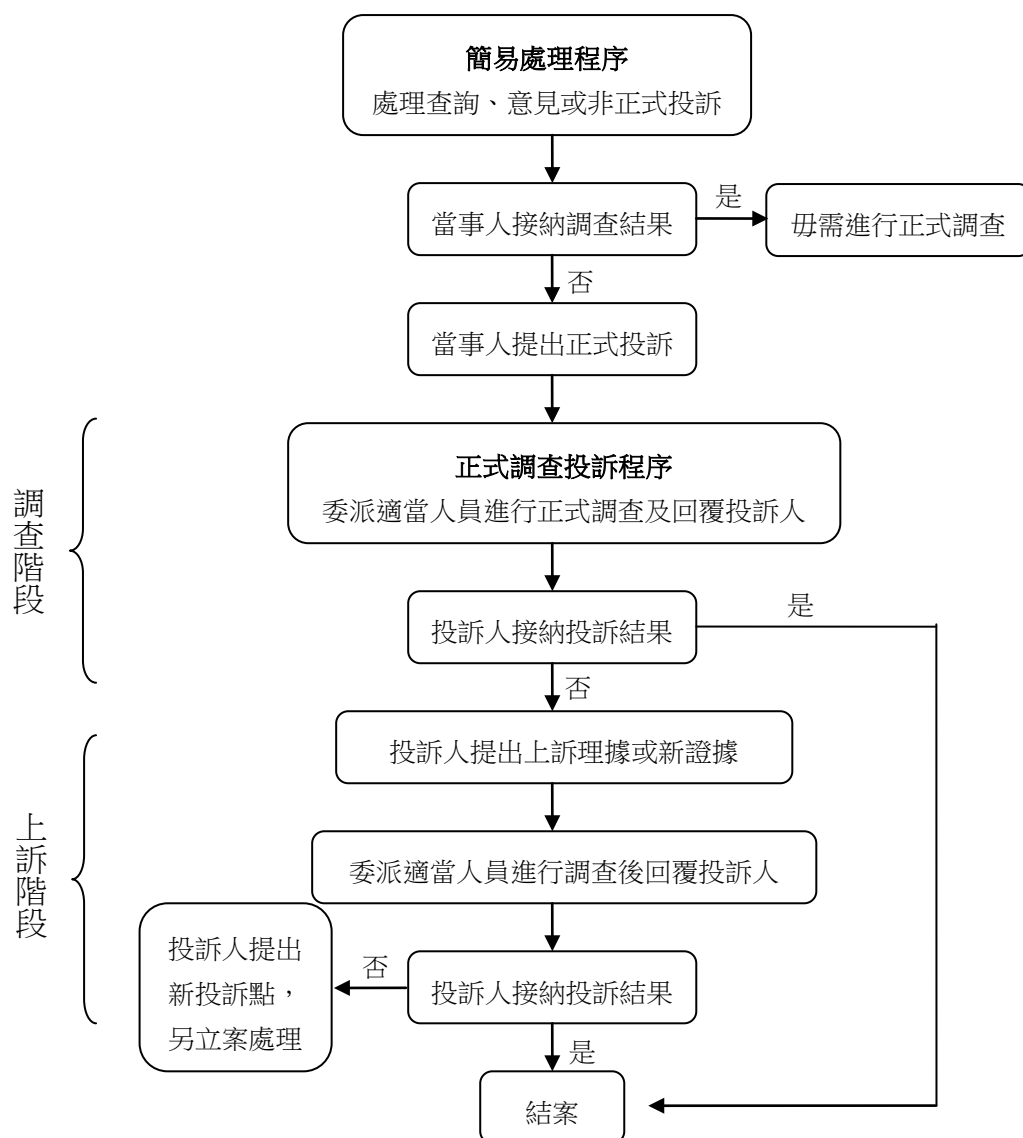 簡易處理程序
處理查詢、意見或非正式投訴
當事人接納調查結果
是
毋需進行正式調查
否
當事人提出正式投訴
調查階段
正式調查投訴程序
委派適當人員進行正式調查及回覆投訴人
投訴人接納投訴結果
是
否
上訴階段
投訴人提出上訴理據或新證據
委派適當人員進行調查後回覆投訴人
投訴人接納投訴結果
否
投訴人提出
新投訴點，
另立案處理
是
結案